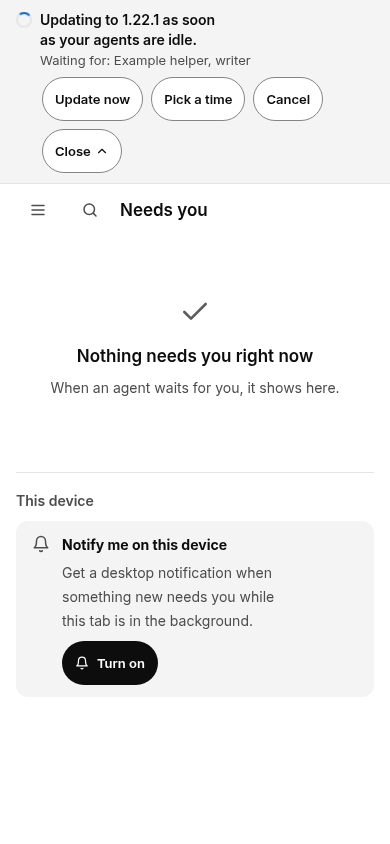 Updating to 1.22.1 as soon
as your agents are idle.
Waiting for: Example helper, writer
Update now
Pick a time
Cancel
Close
Needs you
Nothing needs you right now
When an agent waits for you, it shows here.
This device
Notify me on this device
Get a desktop notification when
something new needs you while
this tab is in the background.
Turn on